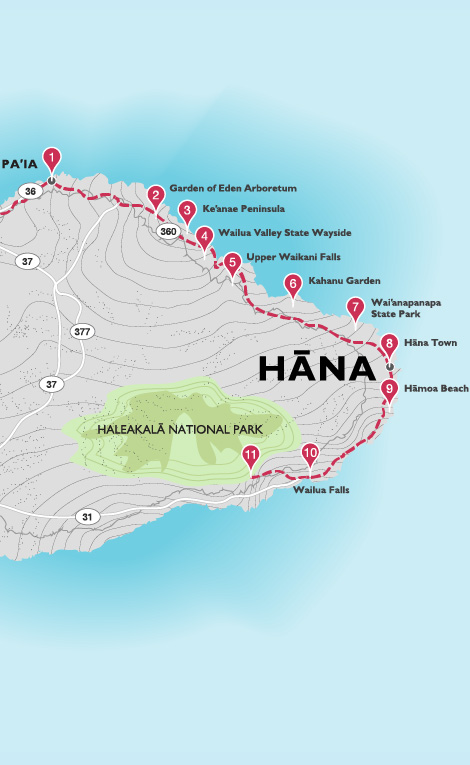 PA'IA
1
36
2
Garden of Eden Arboretum
3
Ke'anae Peninsula
360
4
Wailua Valley State Wayside
5
Upper Waikani Falls
37
6
Kahanu Garden
7
Wai'anapanapa
State Park
377
8
Hāna Town
HĀNA
37
9
Hāmoa Beach
HALEAKALĀ NATIONAL PARK
11
10
Wailua Falls
31